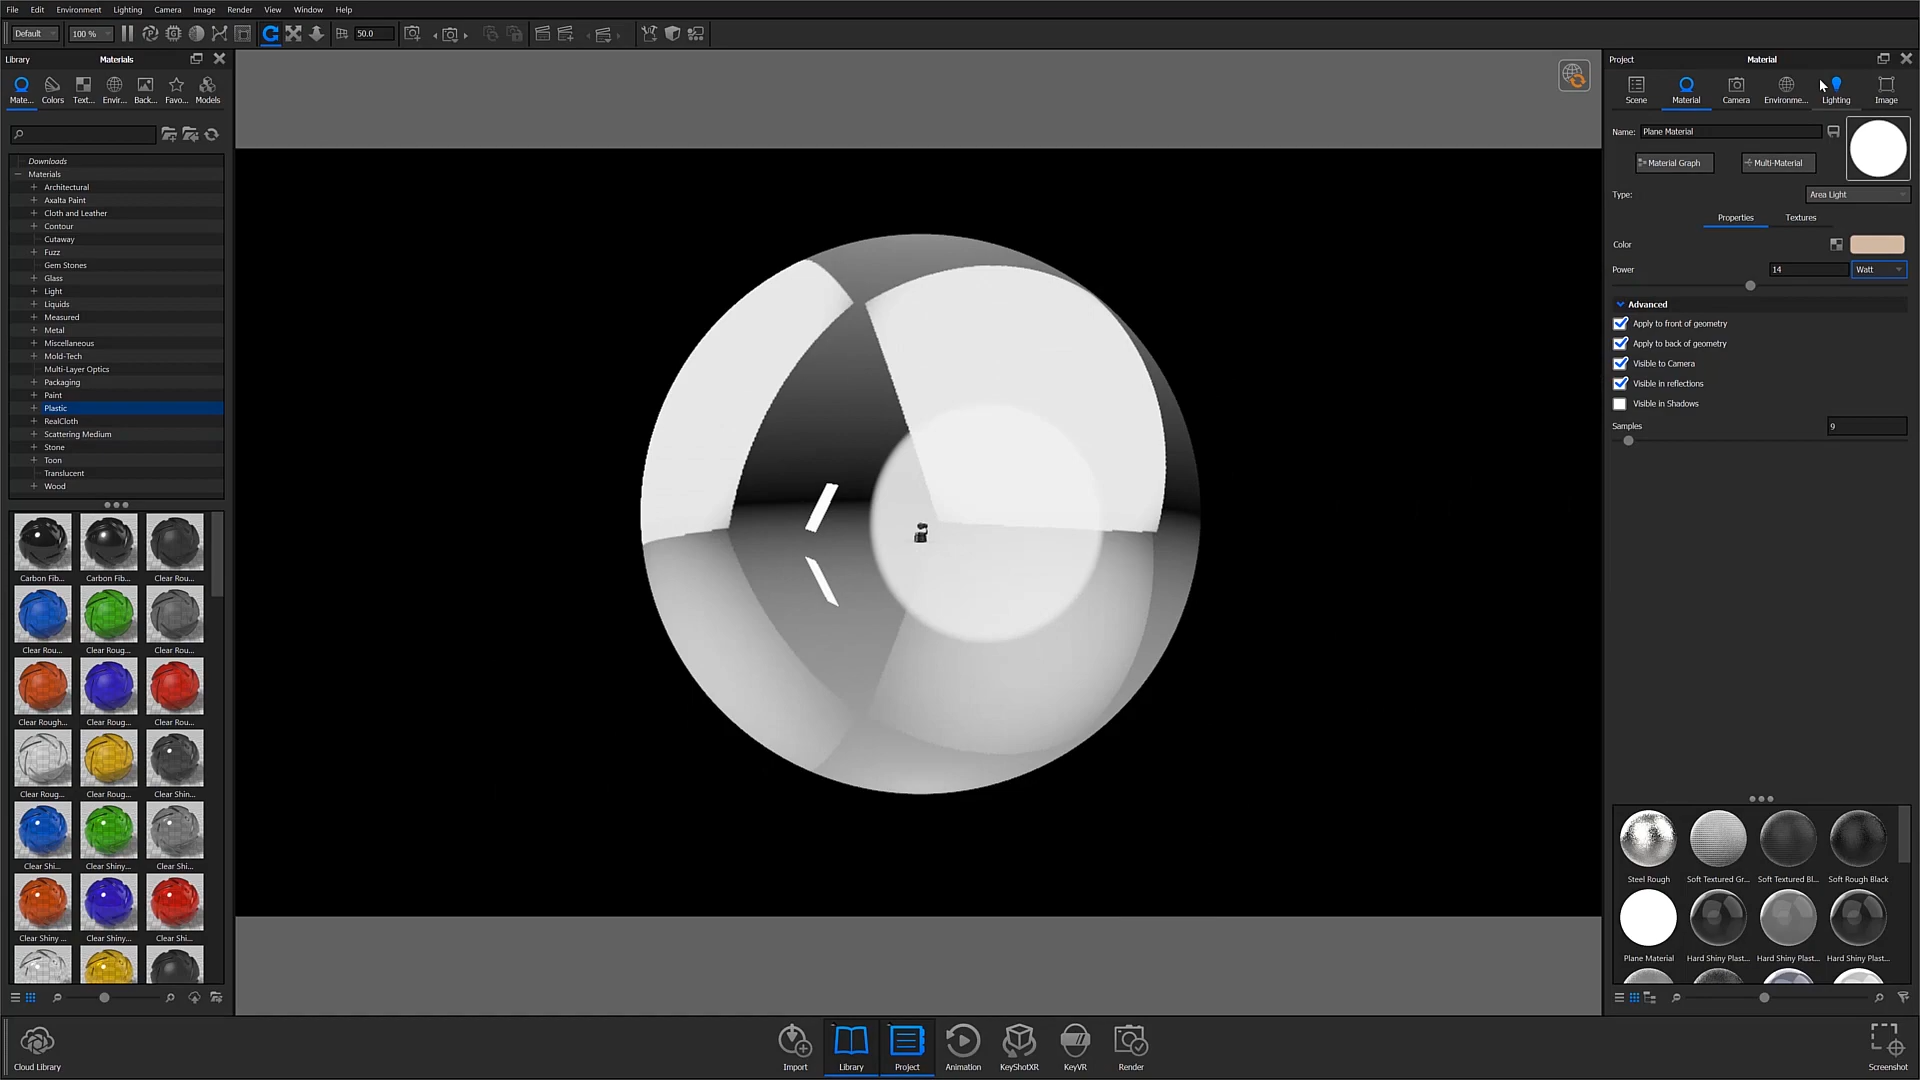 File Edit Environment Lighting Camera Image Render View Window Help
Default 100 % 50.0
Library Materials
Mate... Colors Text... Envir... Back... Favo... Models
Downloads
Materials
Architectural
Axalta Paint
Cloth and Leather
Contour
Cutaway
Fuzz
Gem Stones
Glass
Light
Liquids
Measured
Metal
Miscellaneous
Mold-Tech
Multi-Layer Optics
Packaging
Paint
Plastic
RealCloth
Scattering Medium
Stone
Toon
Translucent
Wood
Carbon Fib... Carbon Fib... Clear Rou...
Clear Rou... Clear Roug... Clear Rou...
Clear Rough... Clear Roug... Clear Rou...
Clear Roug... Clear Roug... Clear Shin...
Clear Shi... Clear Shiny... Clear Shi...
Clear Shiny ... Clear Shiny... Clear Shi...
Project Material
Scene Material Camera Environme... Lighting Image
Name: Plane Material
Material Graph Multi-Material
Type: Area Light
Properties Textures
Color
Power 14 Watt
Advanced
Apply to front of geometry
Apply to back of geometry
Visible to Camera
Visible in reflections
Visible in Shadows
Samples 9
Steel Rough Soft Textured Gr... Soft Textured Bl... Soft Rough Black
Plane Material Hard Shiny Plast... Hard Shiny Plast... Hard Shiny Plast...
Cloud Library Import Library Project Animation KeyShotXR KeyVR Render Screenshot